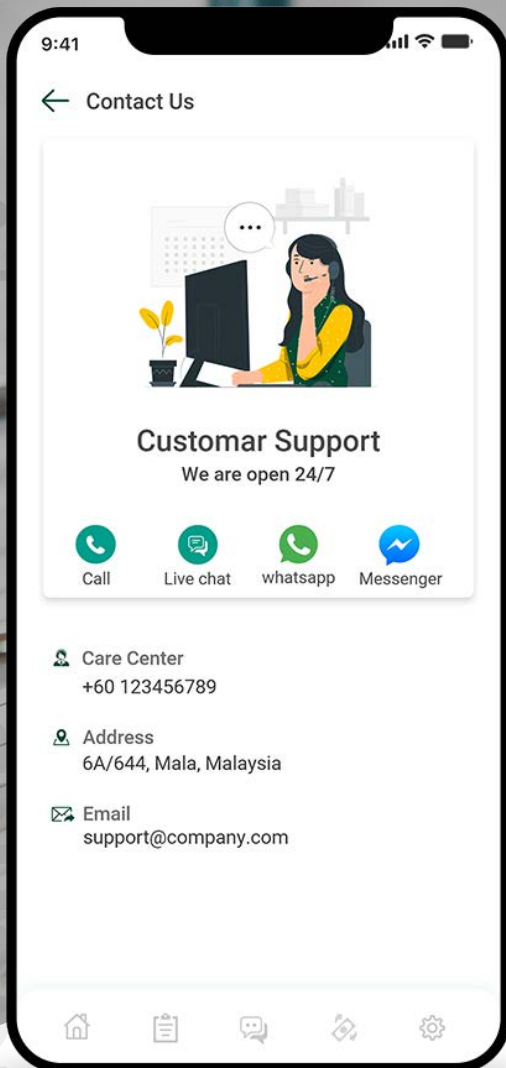 9:41
Contact Us
Customar Support
We are open 24/7
Call
Live chat
whatsapp
Messenger
Care Center
+60 123456789
Address
6A/644, Mala, Malaysia
Email
support@company.com